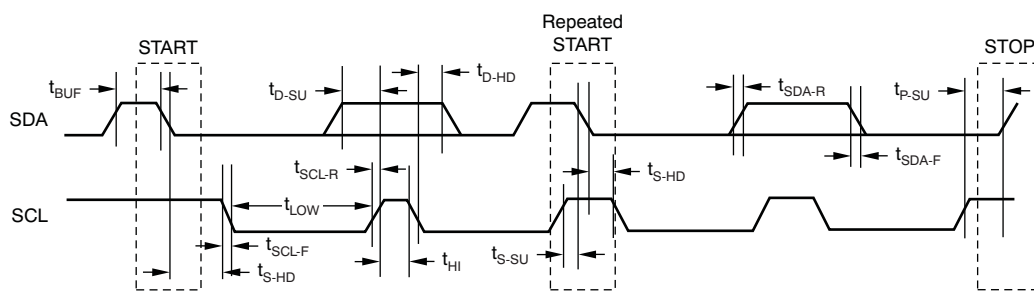 Repeated
START
START
STOP
tBUF
tD-SU
tD-HD
tSDA-R
tP-SU
SDA
tSCL-R
tS-HD
tSDA-F
SCL
tLOW
tSCL-F
tS-HD
tHI
tS-SU